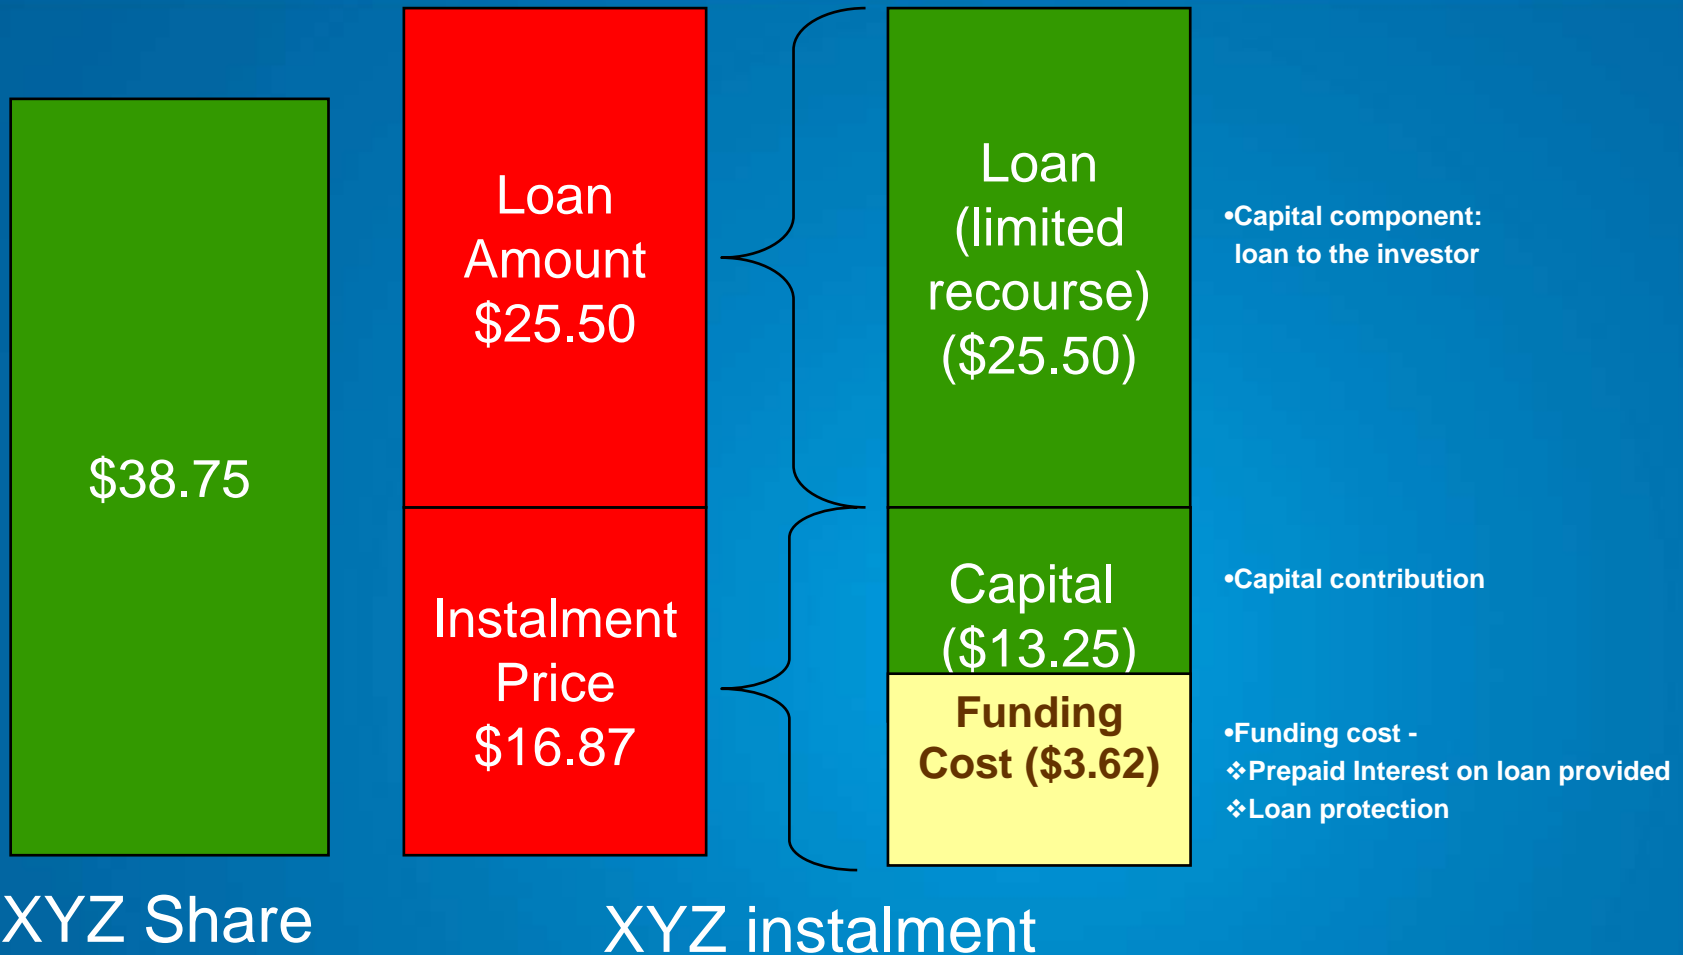 $38.75
XYZ Share
Loan
Amount
$25.50
Instalment
Price
$16.87
Loan
(limited
recourse)
($25.50)
Capital
($13.25)
Funding
Cost ($3.62)
XYZ instalment
•Capital component:
loan to the investor
•Capital contribution
•Funding cost -
❖Prepaid Interest on loan provided
❖Loan protection